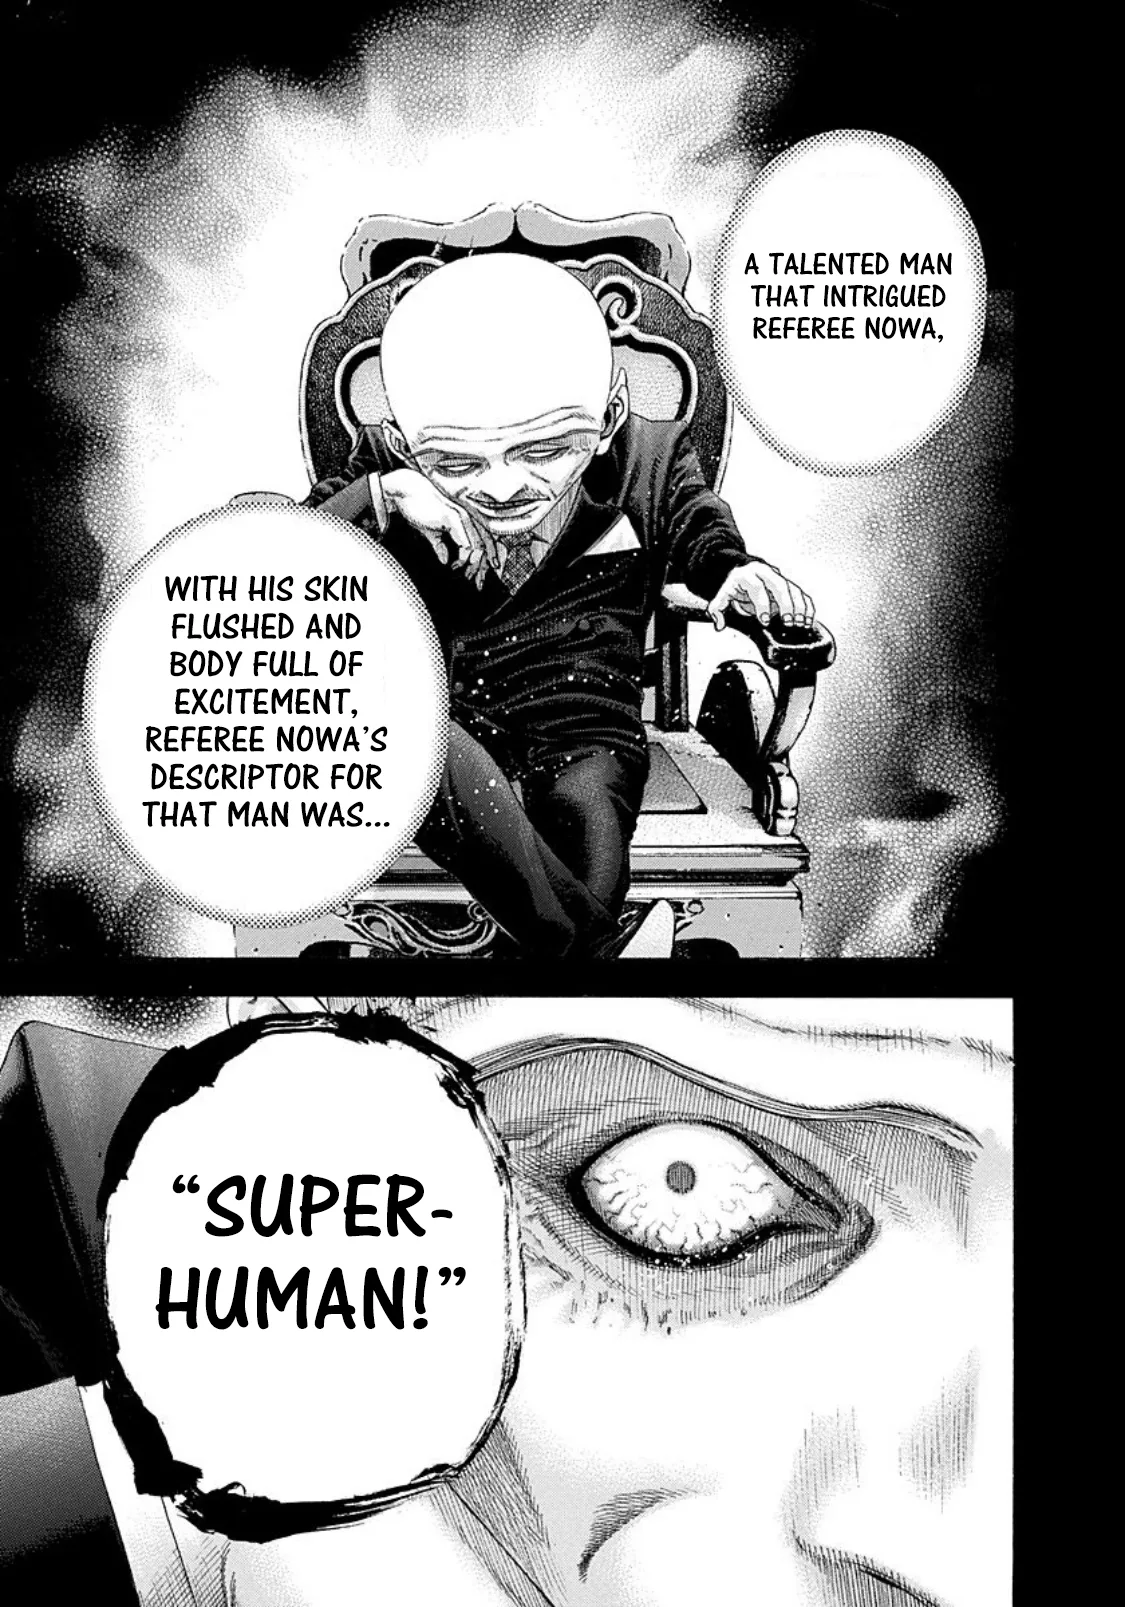 A TALENTED MAN
THAT INTRIGUED
REFEREE NOWA,
WITH HIS SKIN
FLUSHED AND
BODY FULL OF
EXCITEMENT,
REFEREE NOWA'S
DESCRIPTOR FOR
THAT MAN WAS...
“SUPER-
HUMAN!”